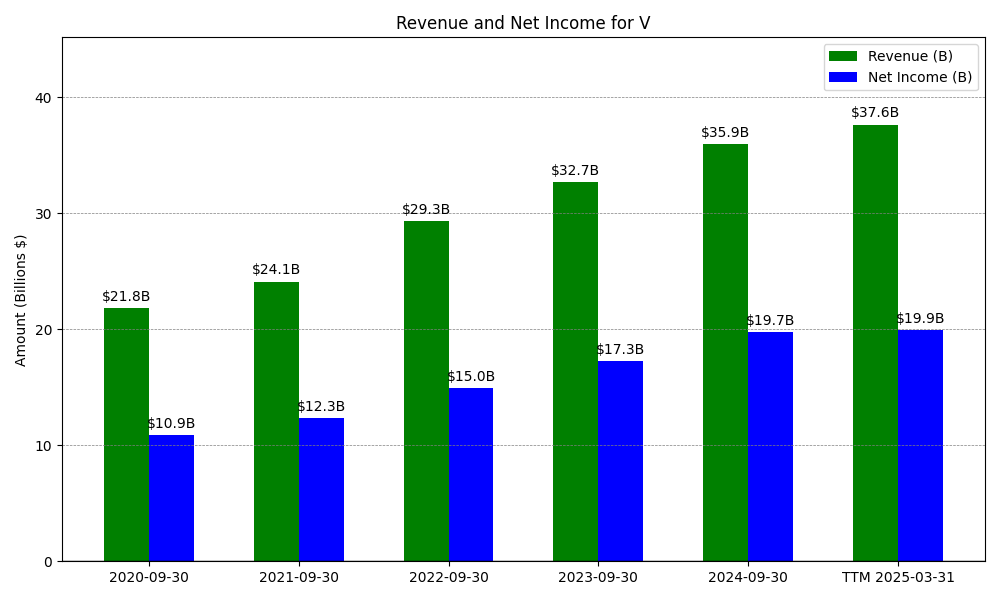 Revenue and Net Income for V
Revenue (B)
Net Income (B)
Amount (Billions $)
40
30
20
10
0
$21.8B
$10.9B
$24.1B
$12.3B
$29.3B
$15.0B
$32.7B
$17.3B
$35.9B
$19.7B
$37.6B
$19.9B
2020-09-30
2021-09-30
2022-09-30
2023-09-30
2024-09-30
TTM 2025-03-31